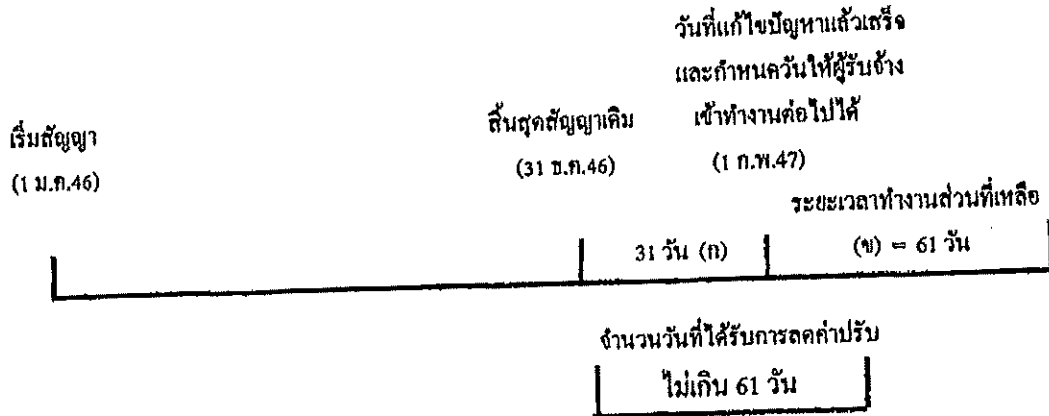 วันที่แก้ไขปัญหาแล้วเสร็จ
และกำหนดวันให้ผู้รับจ้าง
เริ่มสัญญา
สิ้นสุดสัญญาเดิม
เข้าทำงานต่อไปได้
(1 ม.ค.46)
(31 ธ.ค.46)
(1 ก.พ.47)
ระยะเวลาทำงานส่วนที่เหลือ
31 วัน (ก)
(ข) = 61 วัน
จำนวนวันที่ได้รับการลดค่าปรับ
ไม่เกิน 61 วัน